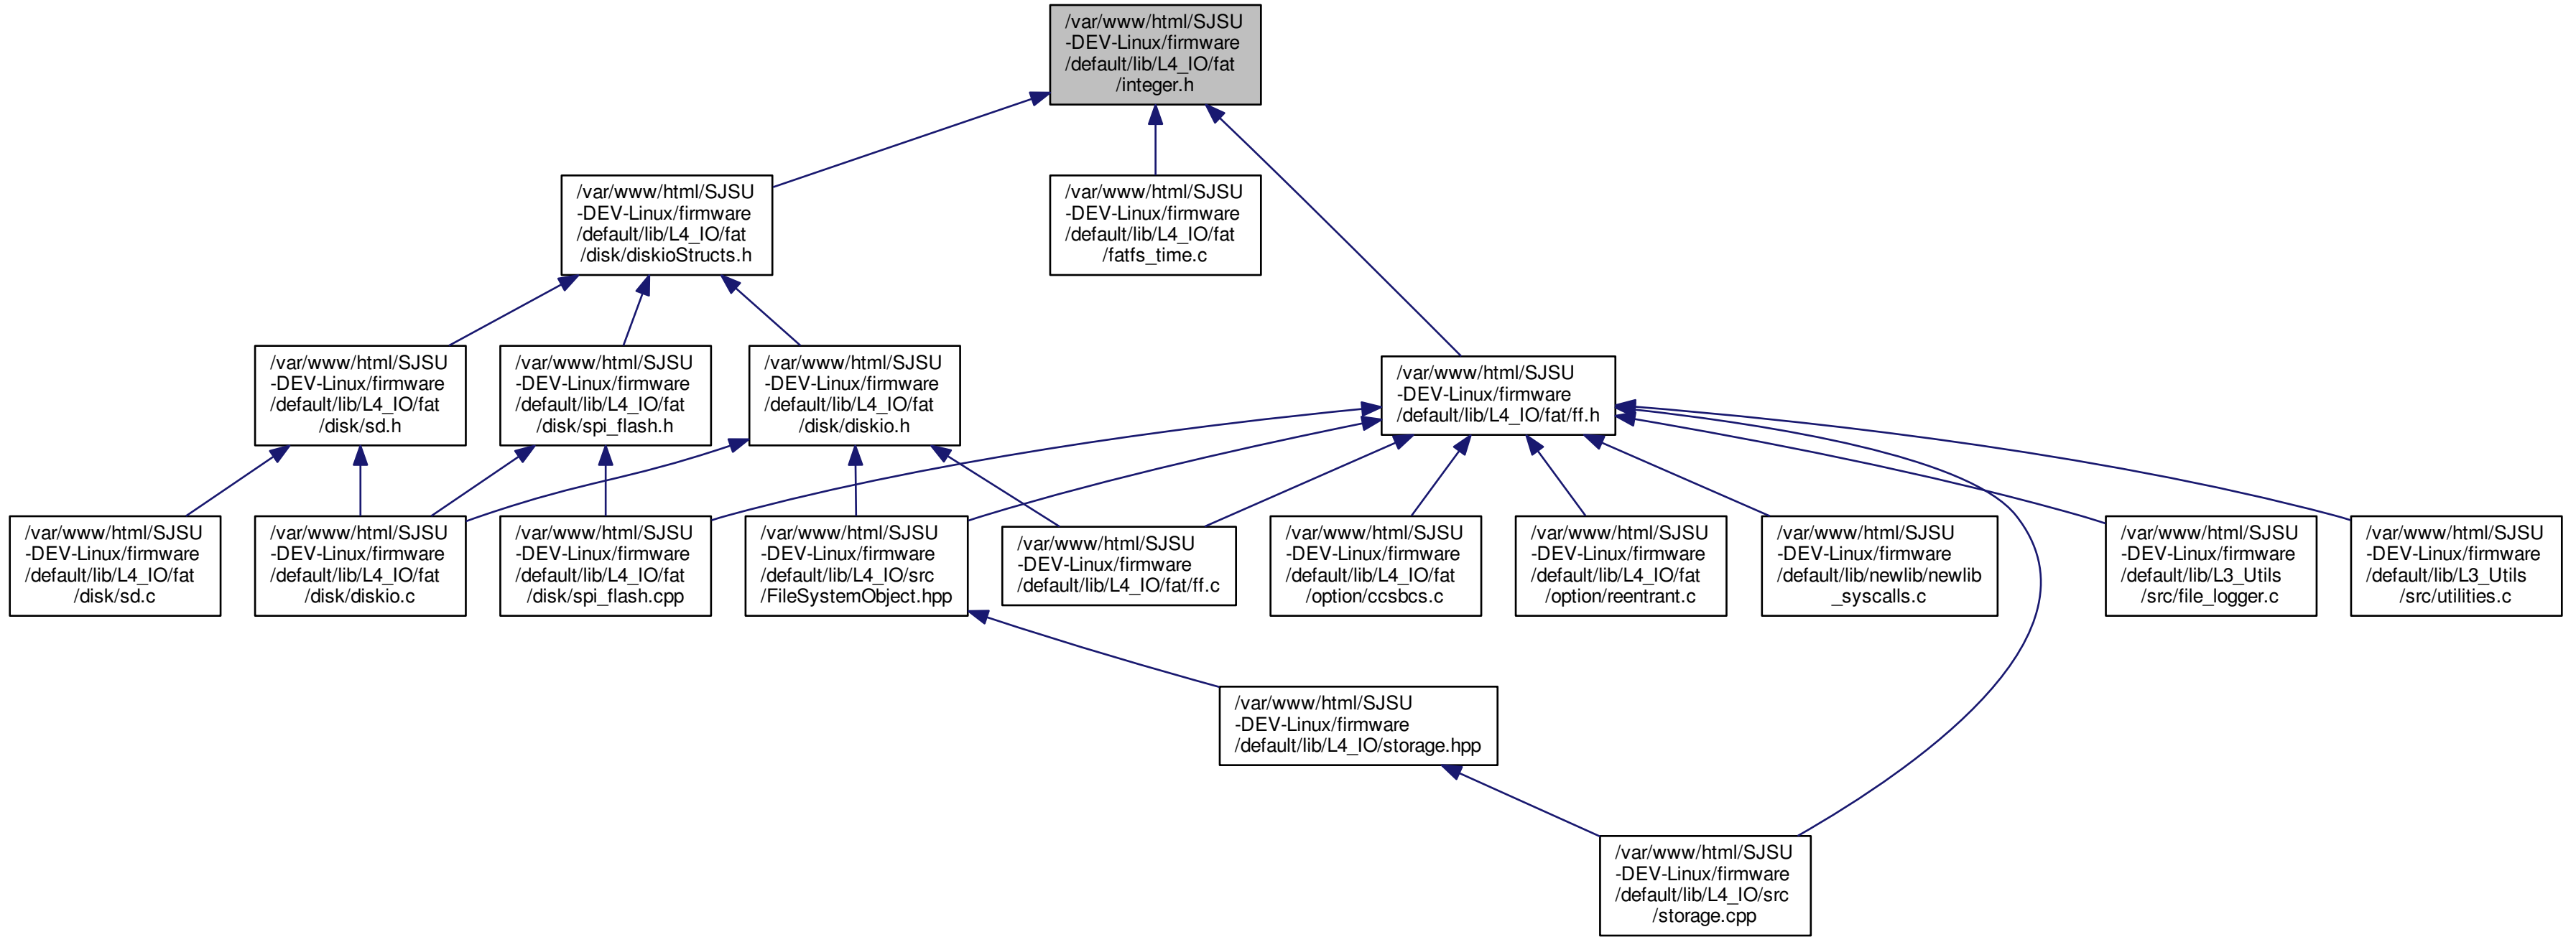 /var/www/html/SJSU
-DEV-Linux/firmware
/default/lib/L4_IO/fat
/integer.h
/var/www/html/SJSU
-DEV-Linux/firmware
/default/lib/L4_IO/fat
/disk/diskioStructs.h
/var/www/html/SJSU
-DEV-Linux/firmware
/default/lib/L4_IO/fat
/fatfs_time.c
/var/www/html/SJSU
-DEV-Linux/firmware
/default/lib/L4_IO/fat
/disk/sd.h
/var/www/html/SJSU
-DEV-Linux/firmware
/default/lib/L4_IO/fat
/disk/spi_flash.h
/var/www/html/SJSU
-DEV-Linux/firmware
/default/lib/L4_IO/fat
/disk/diskio.h
/var/www/html/SJSU
-DEV-Linux/firmware
/default/lib/L4_IO/fat/ff.h
/var/www/html/SJSU
-DEV-Linux/firmware
/default/lib/L4_IO/fat
/disk/sd.c
/var/www/html/SJSU
-DEV-Linux/firmware
/default/lib/L4_IO/fat
/disk/diskio.c
/var/www/html/SJSU
-DEV-Linux/firmware
/default/lib/L4_IO/fat
/disk/spi_flash.cpp
/var/www/html/SJSU
-DEV-Linux/firmware
/default/lib/L4_IO/src
/FileSystemObject.hpp
/var/www/html/SJSU
-DEV-Linux/firmware
/default/lib/L4_IO/fat/ff.c
/var/www/html/SJSU
-DEV-Linux/firmware
/default/lib/L4_IO/fat
/option/ccsbcs.c
/var/www/html/SJSU
-DEV-Linux/firmware
/default/lib/L4_IO/fat
/option/reentrant.c
/var/www/html/SJSU
-DEV-Linux/firmware
/default/lib/newlib/newlib
_syscalls.c
/var/www/html/SJSU
-DEV-Linux/firmware
/default/lib/L3_Utils
/src/file_logger.c
/var/www/html/SJSU
-DEV-Linux/firmware
/default/lib/L3_Utils
/src/utilities.c
/var/www/html/SJSU
-DEV-Linux/firmware
/default/lib/L4_IO/storage.hpp
/var/www/html/SJSU
-DEV-Linux/firmware
/default/lib/L4_IO/src
/storage.cpp